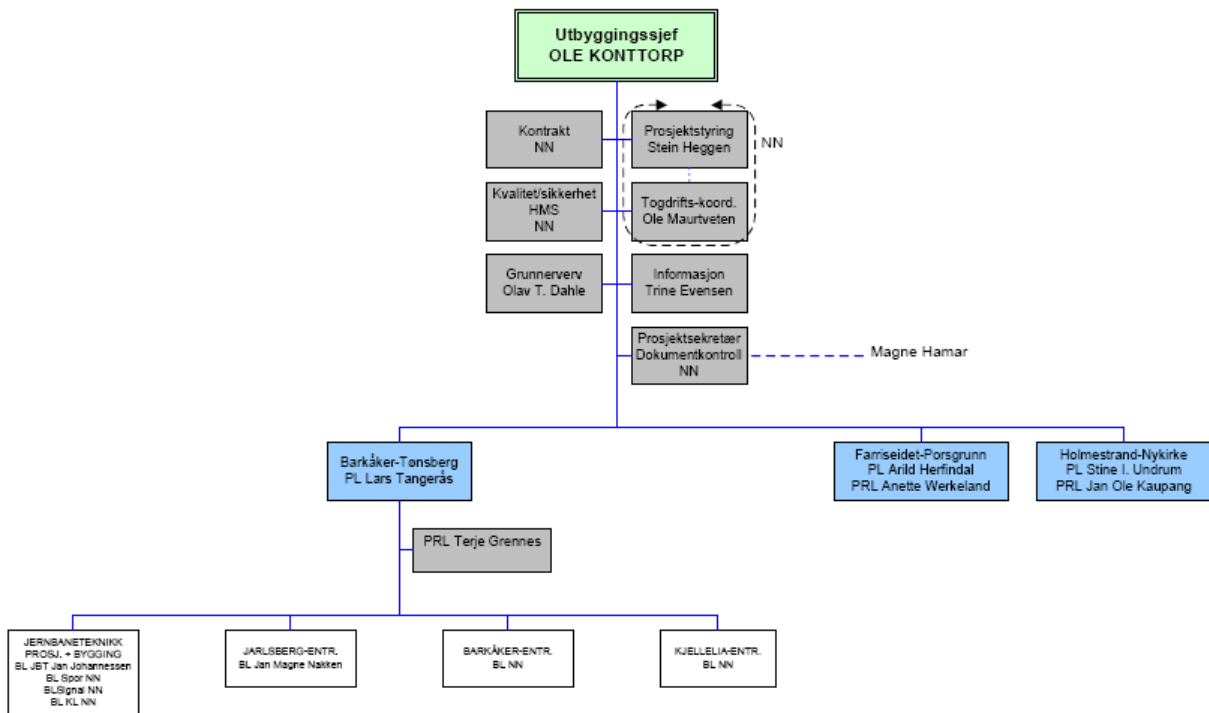 Utbyggingssjef
OLE KONTTORP
Kontrakt
NN
Prosjektstyring
Stein Heggen
NN
Kvalitet/sikkerhet
HMS
NN
Togdrifts-koord.
Ole Maurtveten
Grunnerverv
Olav T. Dahle
Informasjon
Trine Evensen
Prosjektsekretær
Dokumentkontroll
NN
Magne Hamar
Barkåker-Tønsberg
PL Lars Tangerås
Farriseidet-Porsgrunn
PL Arild Herfindal
PRL Anette Werkeland
Holmestrand-Nykirke
PL Stine I. Undrum
PRL Jan Ole Kaupang
PRL Terje Grennes
JERNBANETEKNIKK
PROSJ. + BYGGING
BL JBT Jan Johannessen
BL Spor NN
BLSignal NN
BL KL NN
JARLSBERG-ENTR.
BL Jan Magne Nakken
BARKÅKER-ENTR.
BL NN
KJELLELIA-ENTR.
BL NN